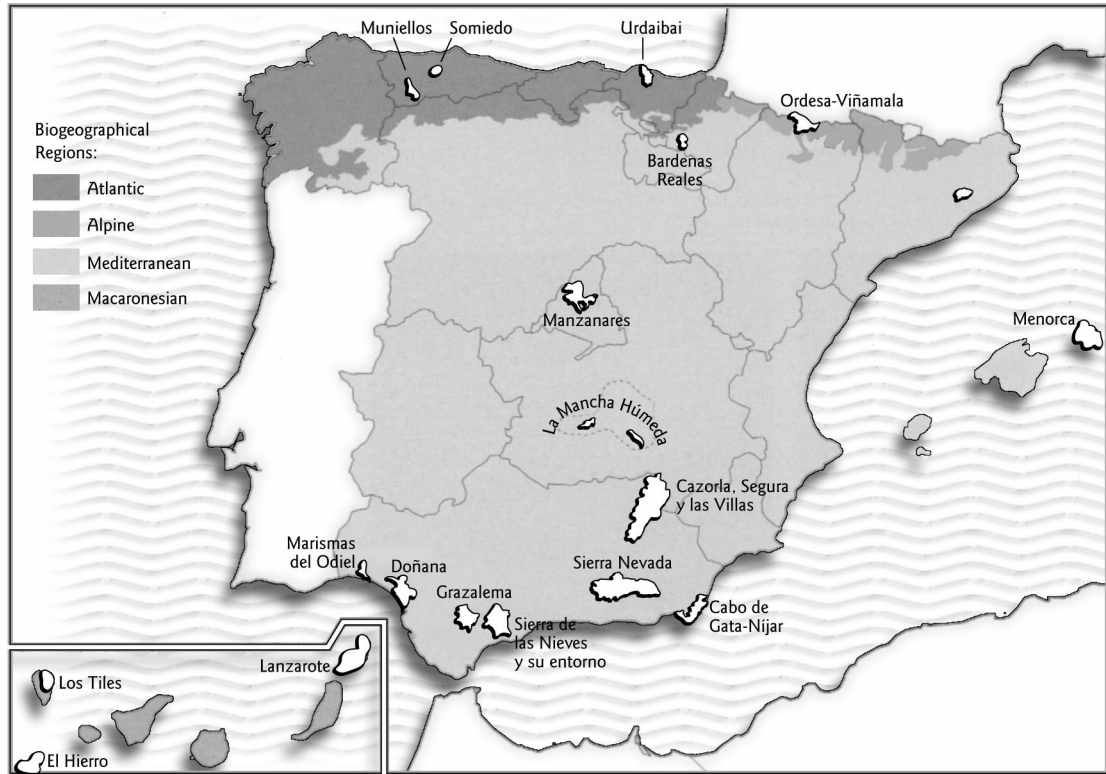 Muniellos
Somiedo
Urdaibai
Ordesa-Viñamala
Biogeographical
Regions:
Atlantic
Alpine
Mediterranean
Macaronesian
Bardenas
Reales
Manzanares
Menorca
La Mancha Húmeda
Cazorla, Segura
y las Villas
Marismas
del Odiel
Doñana
Sierra Nevada
Grazalema
Cabo de
Gata-Níjar
Sierra de
las Nieves
y su entorno
Lanzarote
Los Tiles
El Hierro